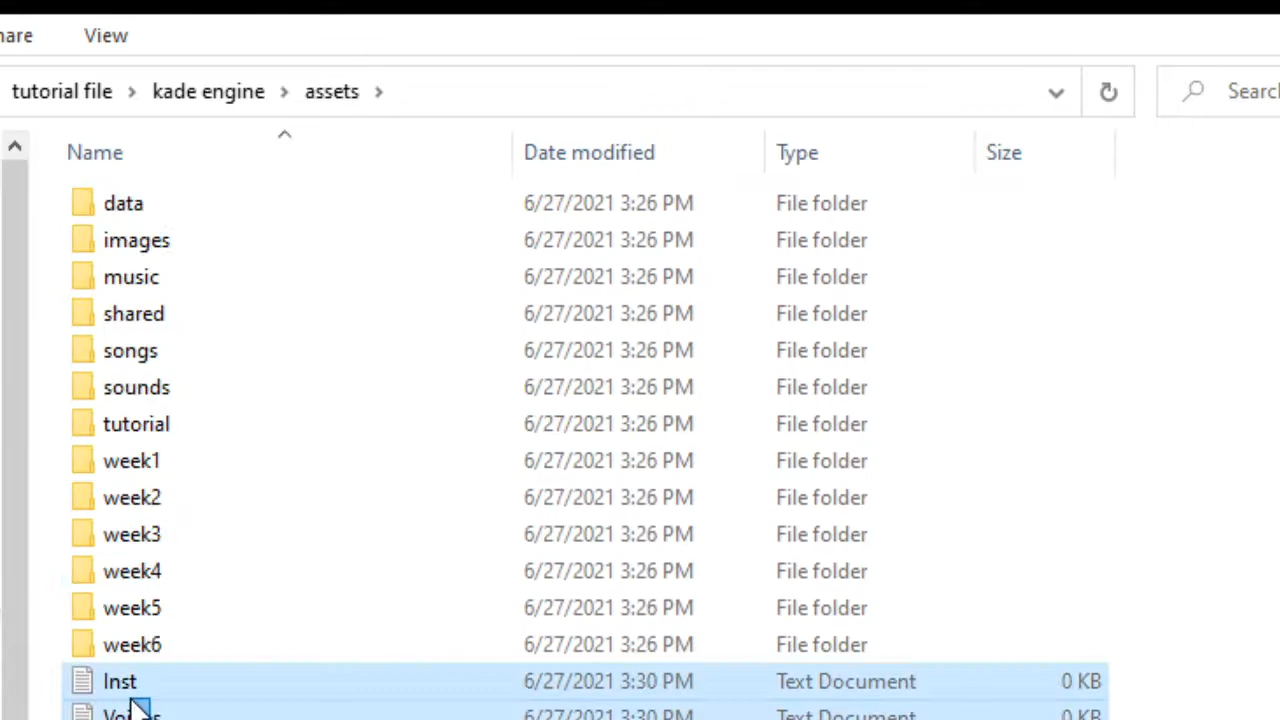 hare View
tutorial file > kade engine > assets >
Search
Name Date modified Type Size
data 6/27/2021 3:26 PM File folder
images 6/27/2021 3:26 PM File folder
music 6/27/2021 3:26 PM File folder
shared 6/27/2021 3:26 PM File folder
songs 6/27/2021 3:26 PM File folder
sounds 6/27/2021 3:26 PM File folder
tutorial 6/27/2021 3:26 PM File folder
week1 6/27/2021 3:26 PM File folder
week2 6/27/2021 3:26 PM File folder
week3 6/27/2021 3:26 PM File folder
week4 6/27/2021 3:26 PM File folder
week5 6/27/2021 3:26 PM File folder
week6 6/27/2021 3:26 PM File folder
Inst 6/27/2021 3:30 PM Text Document 0 KB
6/27/2021 3:30 PM Text Document 0 KB